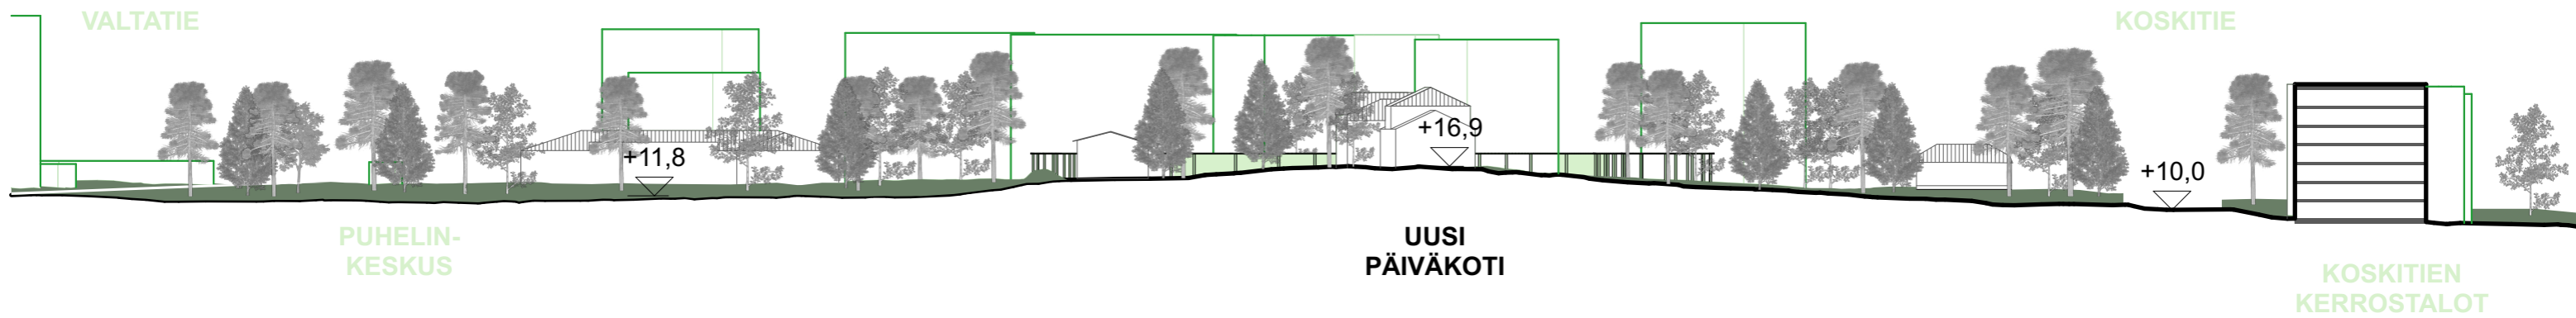 VALTATIE
KOSKITIE
+11,8
+16,9
+10,0
PUHELIN-
KESKUS
UUSI
PÄIVÄKOTI
KOSKITIEN
KERROSTALOT